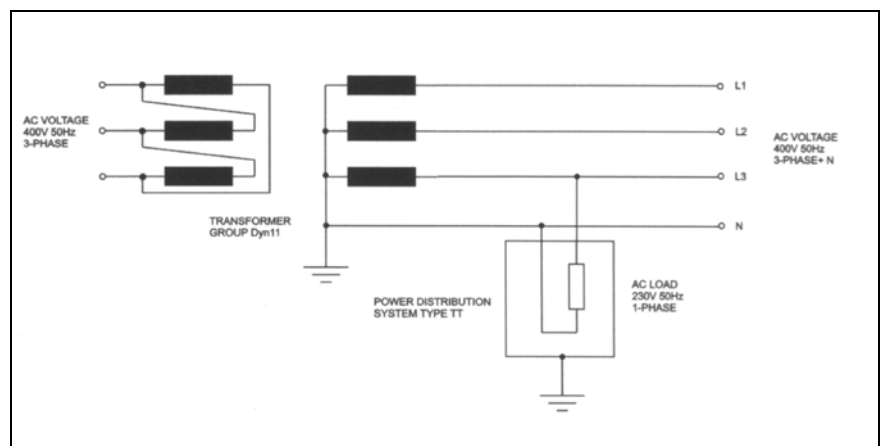 AC VOLTAGE
400V 50Hz
3-PHASE
TRANSFORMER
GROUP Dyn11
L1
L2
L3
N
AC VOLTAGE
400V 50Hz
3-PHASE+ N
POWER DISTRIBUTION
SYSTEM TYPE TT
AC LOAD
230V 50Hz
1-PHASE